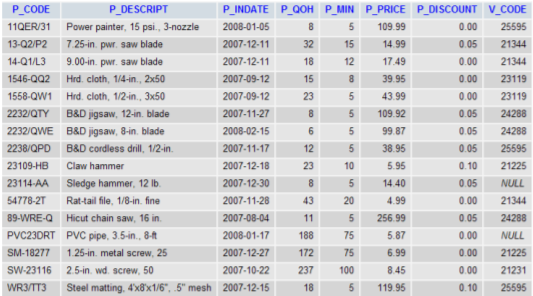 P_CODE P_DESCRIPT P_INDATE P_QOH P_MIN P_PRICE P_DISCOUNT V_CODE
11QER/31 Power painter, 15 psi., 3-nozzle 2008-01-05 8 5 109.99 0.00 25595
13-Q2/P2 7.25-in. pwr. saw blade 2007-12-11 32 15 14.99 0.05 21344
14-Q1/L3 9.00-in. pwr. saw blade 2007-12-11 18 12 17.49 0.00 21344
1546-QQ2 Hrd. cloth, 1/4-in., 2x50 2007-09-12 15 8 39.95 0.00 23119
1558-QW1 Hrd. cloth, 1/2-in., 3x50 2007-09-12 23 5 43.99 0.00 23119
2232/QTY B&D jigsaw, 12-in. blade 2007-11-27 8 5 109.92 0.05 24288
2232/QWE B&D jigsaw, 8-in. blade 2008-02-15 6 5 99.87 0.05 24288
2238/QPD B&D cordless drill, 1/2-in. 2007-11-17 12 5 38.95 0.05 25595
23109-HB Claw hammer 2007-12-18 23 10 5.95 0.10 21225
23114-AA Sledge hammer, 12 lb. 2007-12-30 8 5 14.40 0.05 NULL
54778-2T Rat-tail file, 1/8-in. fine 2007-11-28 43 20 4.99 0.00 21344
89-WRE-Q Hicut chain saw, 16 in. 2007-08-04 11 5 256.99 0.05 24288
PVC23DRT PVC pipe, 3.5-in., 8-ft 2008-01-17 188 75 5.87 0.00 NULL
SM-18277 1.25-in. metal screw, 25 2007-12-27 172 75 6.99 0.00 21225
SW-23116 2.5-in. wd. screw, 50 2007-10-22 237 100 8.45 0.00 21231
WR3/TT3 Steel matting, 4'x8'x1/6", .5" mesh 2007-12-15 18 5 119.95 0.10 25595